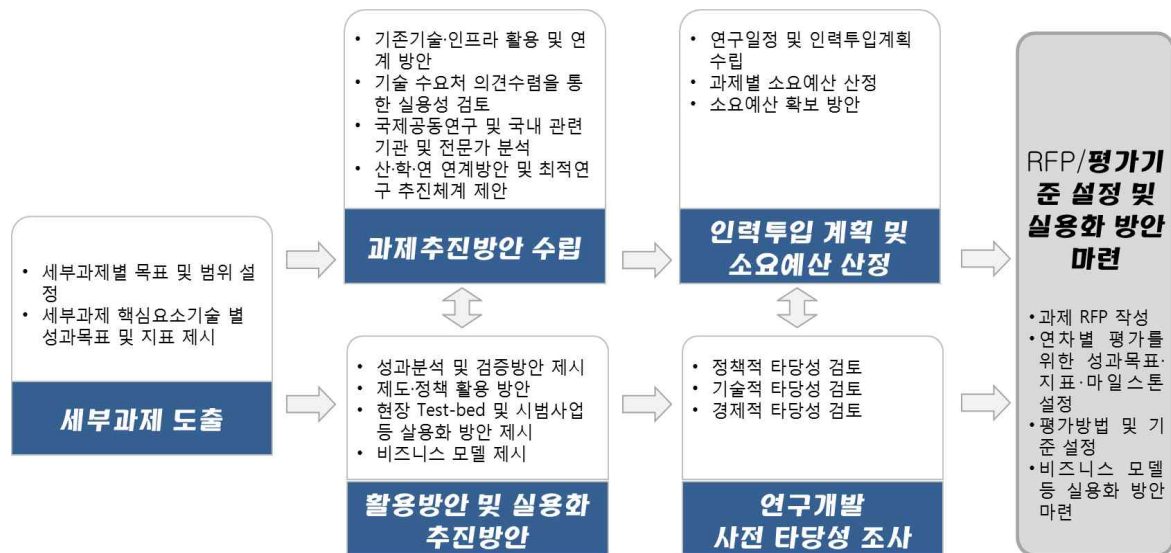 • 기존기술·인프라 활용 및 연
계 방안
• 기술 수요처 의견수렴을 통
한 실용성 검토
• 국제공동연구 및 국내 관련
기관 및 전문가 분석
• 산·학·연 연계방안 및 최적연
구 추진체계 제안
과제추진방안 수립
• 연구일정 및 인력투입계획
수립
• 과제별 소요예산 산정
• 소요예산 확보 방안
인력투입 계획 및
소요예산 산정
• 세부과제별 목표 및 범위 설
정
• 세부과제 핵심요소기술 별
성과목표 및 지표 제시
세부과제 도출
• 성과분석 및 검증방안 제시
• 제도·정책 활용 방안
• 현장 Test-bed 및 시범사업
등 살용화 방안 제시
• 비즈니스 모델 제시
활용방안 및 실용화
추진방안
• 정책적 타당성 검토
• 기술적 타당성 검토
• 경제적 타당성 검토
연구개발
사전 타당성 조사
RFP/평가기
준 설정 및
실용화 방안
마련
• 과제 RFP 작성
• 연차별 평가를
위한 성과목표·
지표·마일스톤
설정
• 평가방법 및 기
준 설정
• 비즈니스 모델
등 실용화 방안
마련